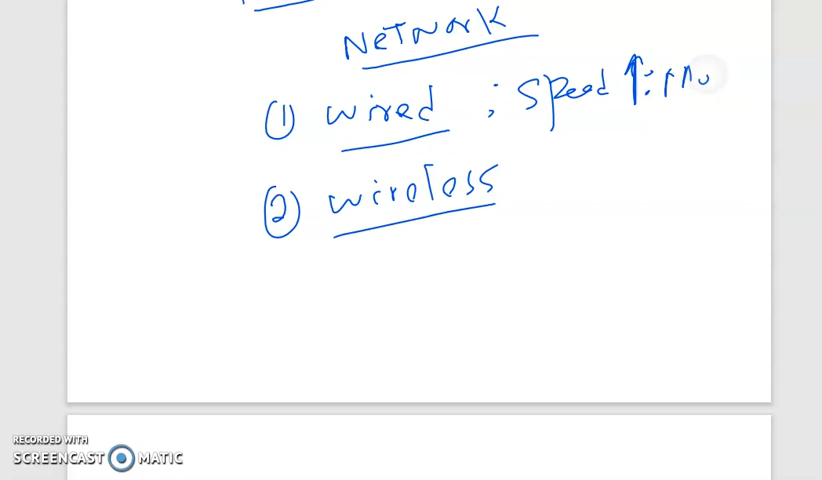 Network
① wired ; Speed ↑ :
② wireless
RECORDED WITH
SCREENCAST MATIC